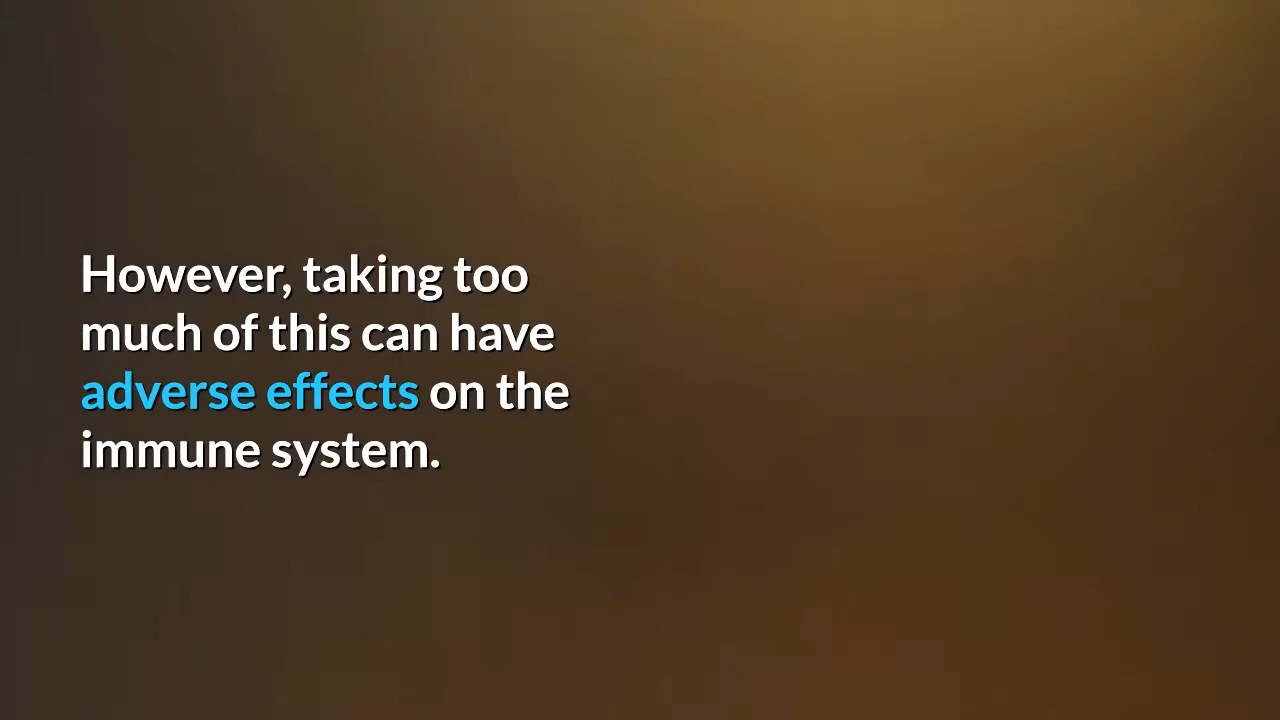 However, taking too
much of this can have
adverse effects on the
immune system.